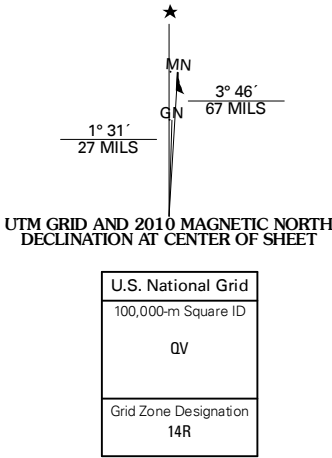 MN
GN
3° 46´
67 MILS
1° 31´
27 MILS
UTM GRID AND 2010 MAGNETIC NORTH
DECLINATION AT CENTER OF SHEET
U.S. National Grid
100,000-m Square ID
QV
Grid Zone Designation
14R